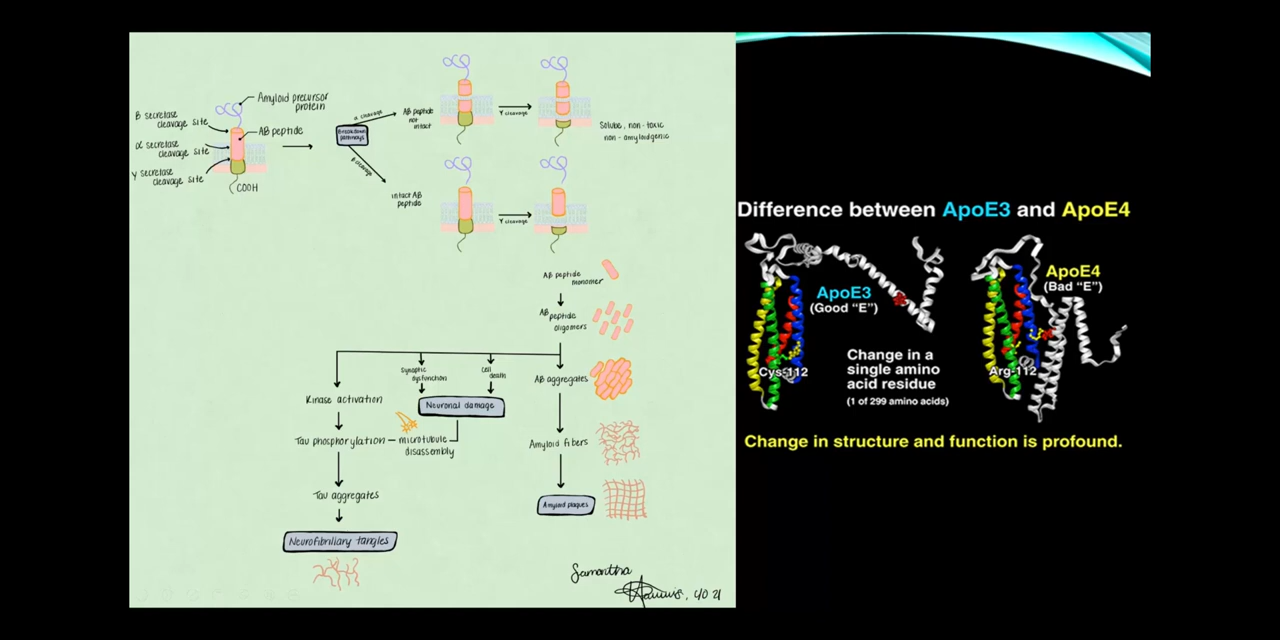 Amyloid precursor
protein
B secretase
cleavage site
AB peptide
α secretase
cleavage site
γ secretase
cleavage site
COOH
Breakdown
pathways
α cleavage
B cleavage
AB peptide
not
intact
γ cleavage
Soluble, non-toxic
non-amyloidgenic
intact AB
peptide
γ cleavage
AB peptide
monomer
AB peptide
oligomers
Synaptic
dysfunction
Cell
death
AB aggregates
Kinase activation
Neuronal damage
Tau phosphorylation
microtubule
disassembly
Amyloid fibers
Tau aggregates
Amyloid plaques
Neurofibrillary tangles
Samantha
Difference between ApoE3 and ApoE4
ApoE3
(Good “E”)
ApoE4
(Bad “E”)
Change in a
single amino
acid residue
(1 of 299 amino acids)
Cys-112
Arg-112
Change in structure and function is profound.